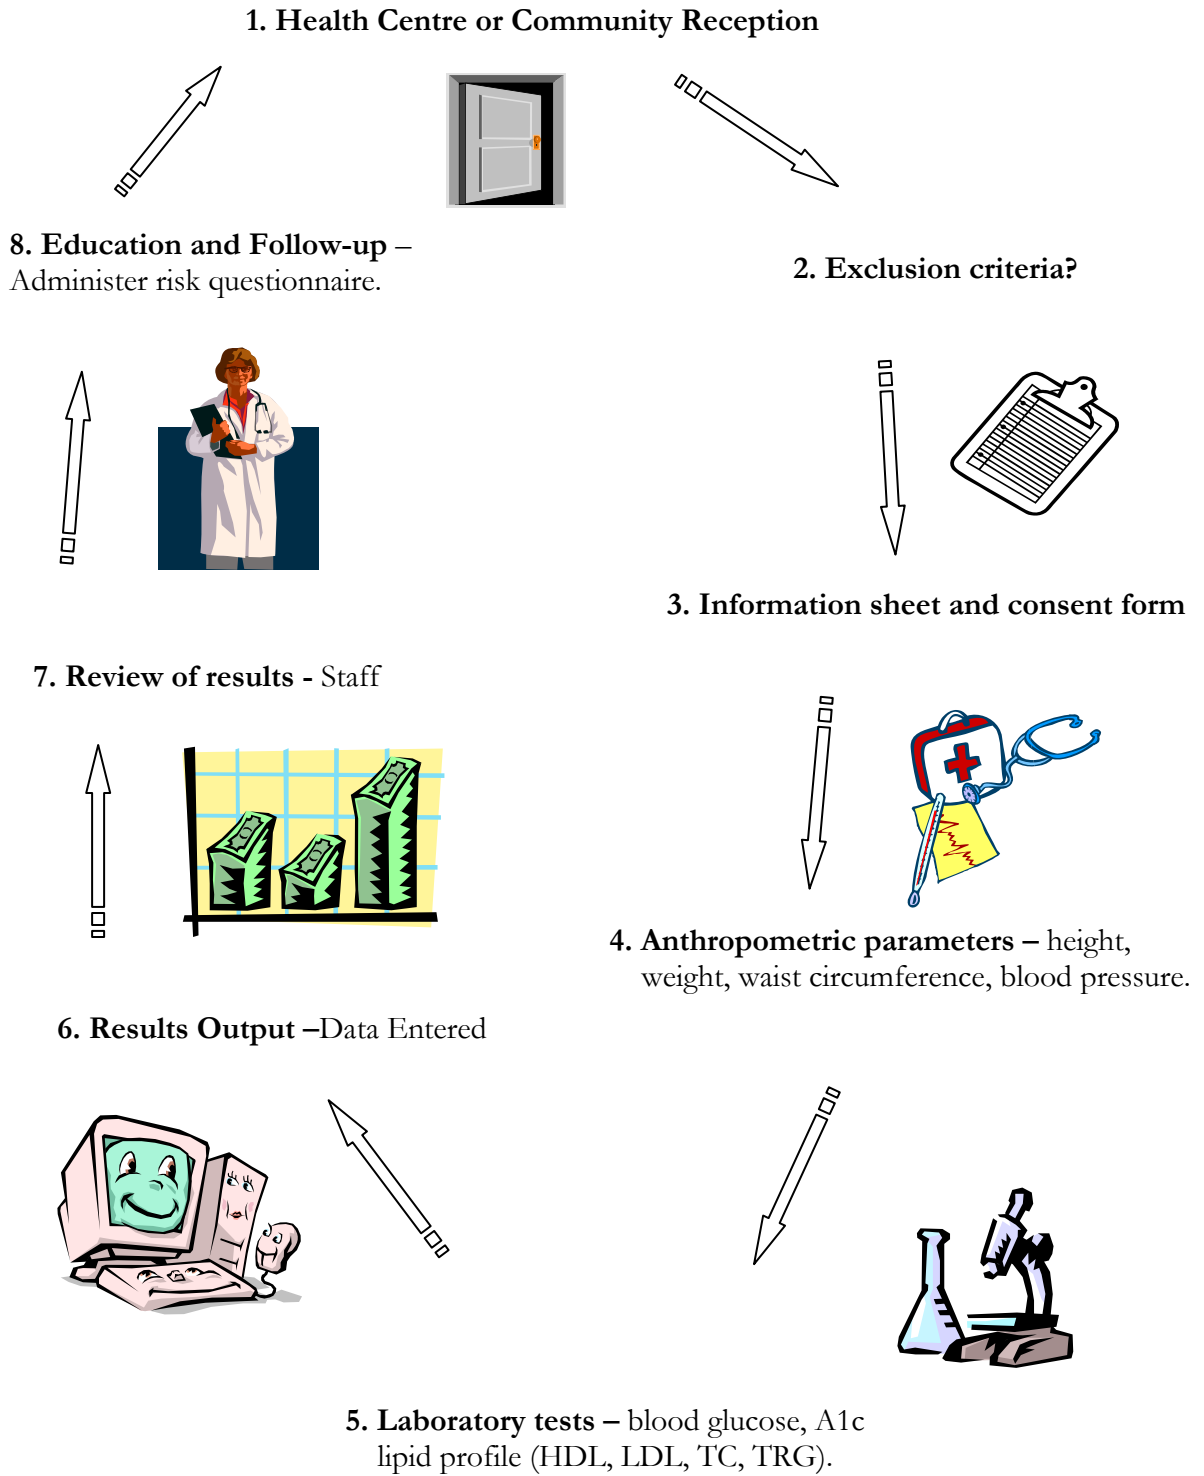 1. Health Centre or Community Reception
2. Exclusion criteria?
3. Information sheet and consent form
4. Anthropometric parameters – height,
weight, waist circumference, blood pressure.
5. Laboratory tests – blood glucose, A1c
lipid profile (HDL, LDL, TC, TRG).
6. Results Output –Data Entered
7. Review of results - Staff
8. Education and Follow-up –
Administer risk questionnaire.